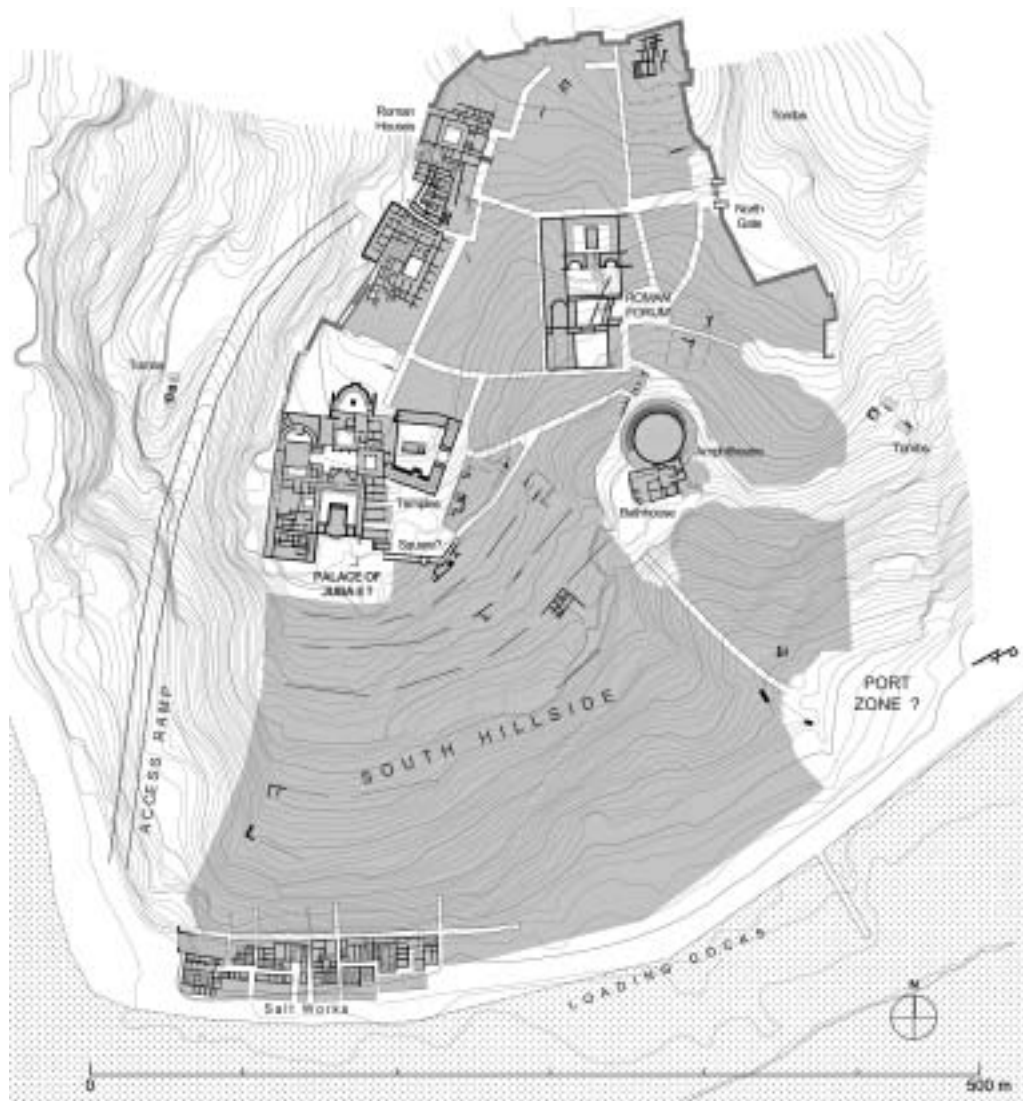 Roman
Houses
Tombs
North
Gate
ROMAN
FORUM
Tombs
Amphitheatre
Tombs
Bathhouse
Temples
Square?
PALACE OF
JUBA II ?
PORT
ZONE ?
SOUTH HILLSIDE
ACCESS RAMP
LOADING DOCKS
Salt Works
N
0
500 m